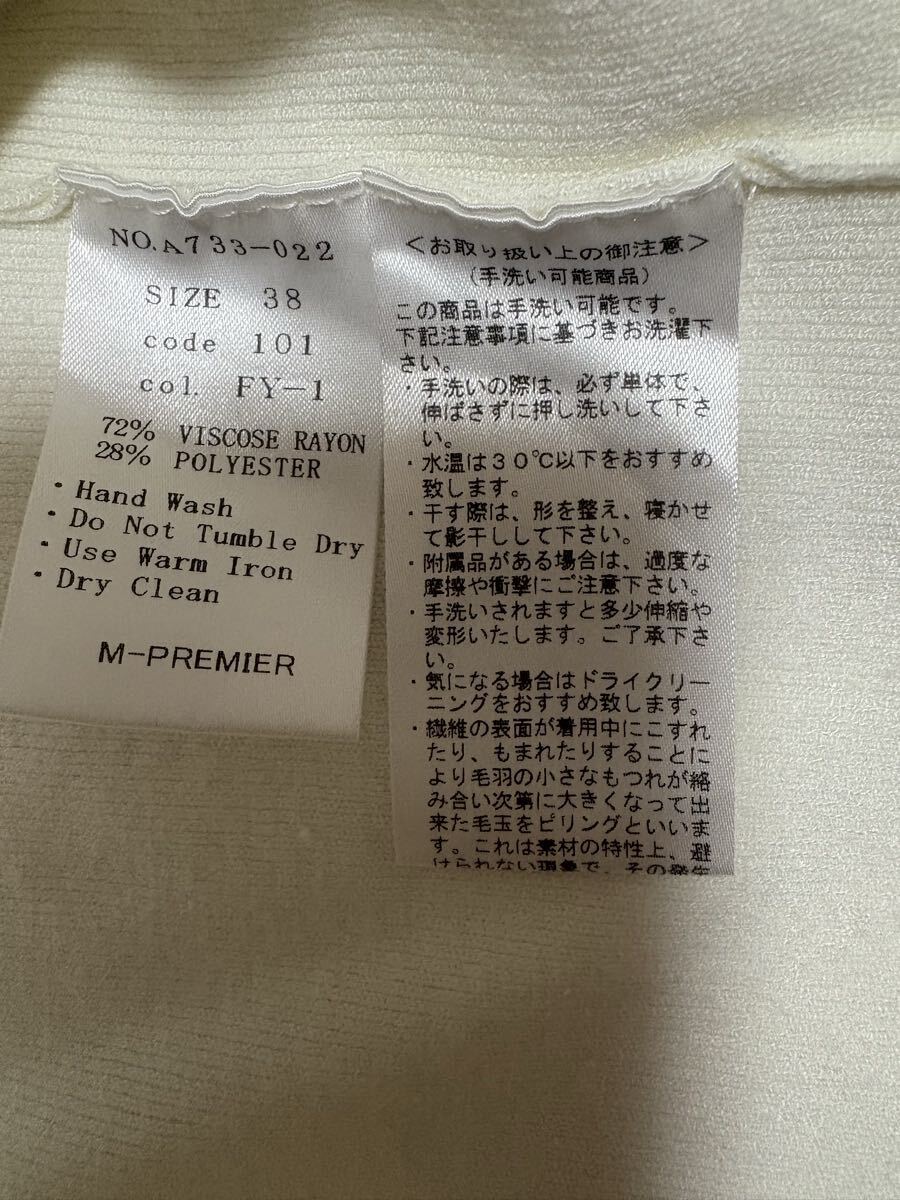 NO.A733-022
SIZE 38
code 101
col. FY-1
72% VISCOSE RAYON
28% POLYESTER
・Hand Wash
・Do Not Tumble Dry
・Use Warm Iron
・Dry Clean
M-PREMIER
＜お取り扱い上の御注意＞
(手洗い可能商品)
この商品は手洗い可能です。
下記注意事項に基づきお洗濯下
さい。
・手洗いの際は、必ず単体で、
伸ばさずに押し洗いして下さ
い。
・水温は30℃以下をおすすめ
致します。
・干す際は、形を整え、寝かせ
て影干しして下さい。
・附属品がある場合は、過度な
摩擦や衝撃にご注意下さい。
・手洗いされますと多少伸縮や
変形いたします。ご了承下さ
い。
・気になる場合はドライクリー
ニングをおすすめ致します。
・繊維の表面が着用中にこすれ
たり、もまれたりすることに
より毛羽の小さなもつれが絡
み合い次第に大きくなって出
来た毛玉をピリングといいま
す。これは素材の特性上、避
けられない現象で、その発生